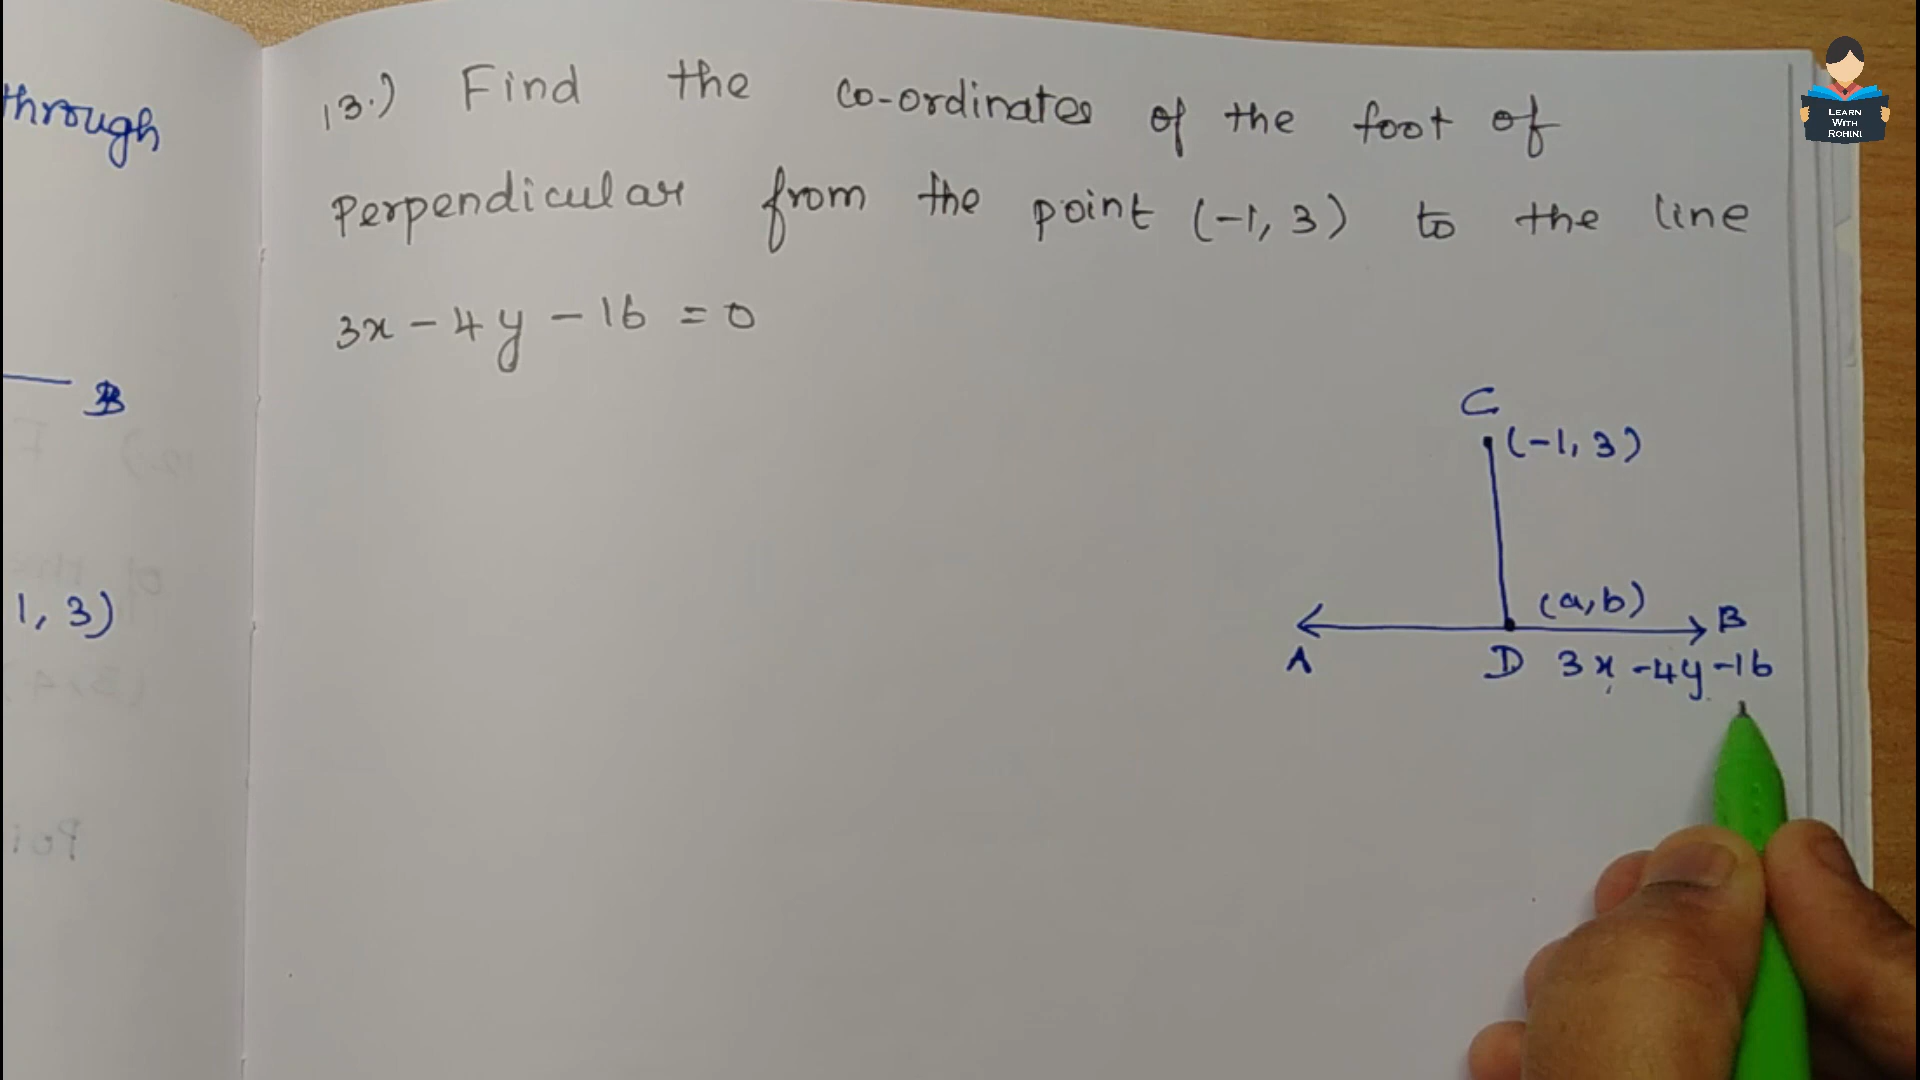 through
B
1, 3)
13.) Find the co-ordinates of the foot of
perpendicular from the point (-1, 3) to the line
3x - 4y - 16 = 0
C
(-1, 3)
(a, b)
B
A
D
3x - 4y - 16
LEARN
WITH
ROHINI